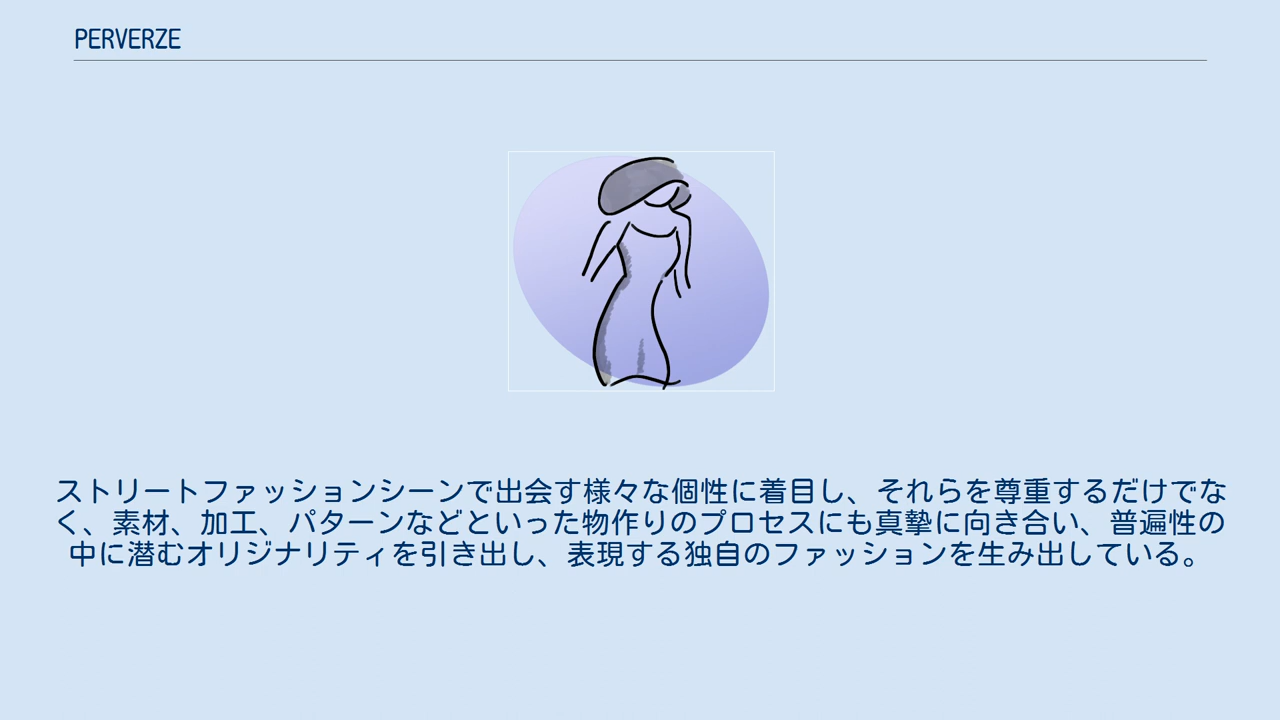 PERVERZE
ストリートファッションシーンで出会す様々な個性に着目し、それらを尊重するだけでな
く、素材、加工、パターンなどといった物作りのプロセスにも真摯に向き合い、普遍性の
中に潜むオリジナリティを引き出し、表現する独自のファッションを生み出している。